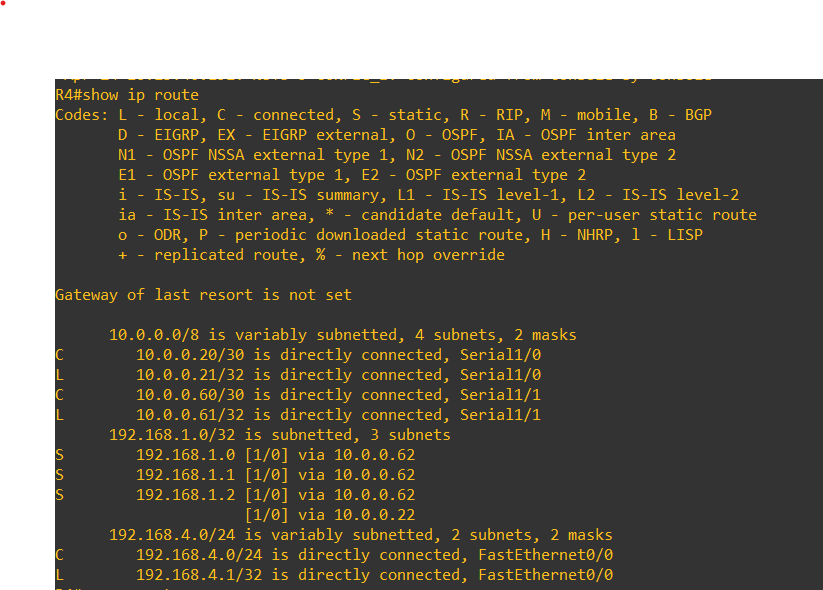 R4#show ip route
Codes: L - local, C - connected, S - static, R - RIP, M - mobile, B - BGP
       D - EIGRP, EX - EIGRP external, O - OSPF, IA - OSPF inter area
       N1 - OSPF NSSA external type 1, N2 - OSPF NSSA external type 2
       E1 - OSPF external type 1, E2 - OSPF external type 2
       i - IS-IS, su - IS-IS summary, L1 - IS-IS level-1, L2 - IS-IS level-2
       ia - IS-IS inter area, * - candidate default, U - per-user static route
       o - ODR, P - periodic downloaded static route, H - NHRP, l - LISP
       + - replicated route, % - next hop override
Gateway of last resort is not set
      10.0.0.0/8 is variably subnetted, 4 subnets, 2 masks
C        10.0.0.20/30 is directly connected, Serial1/0
L        10.0.0.21/32 is directly connected, Serial1/0
C        10.0.0.60/30 is directly connected, Serial1/1
L        10.0.0.61/32 is directly connected, Serial1/1
      192.168.1.0/32 is subnetted, 3 subnets
S        192.168.1.0 [1/0] via 10.0.0.62
S        192.168.1.1 [1/0] via 10.0.0.62
S        192.168.1.2 [1/0] via 10.0.0.62
                     [1/0] via 10.0.0.22
      192.168.4.0/24 is variably subnetted, 2 subnets, 2 masks
C        192.168.4.0/24 is directly connected, FastEthernet0/0
L        192.168.4.1/32 is directly connected, FastEthernet0/0